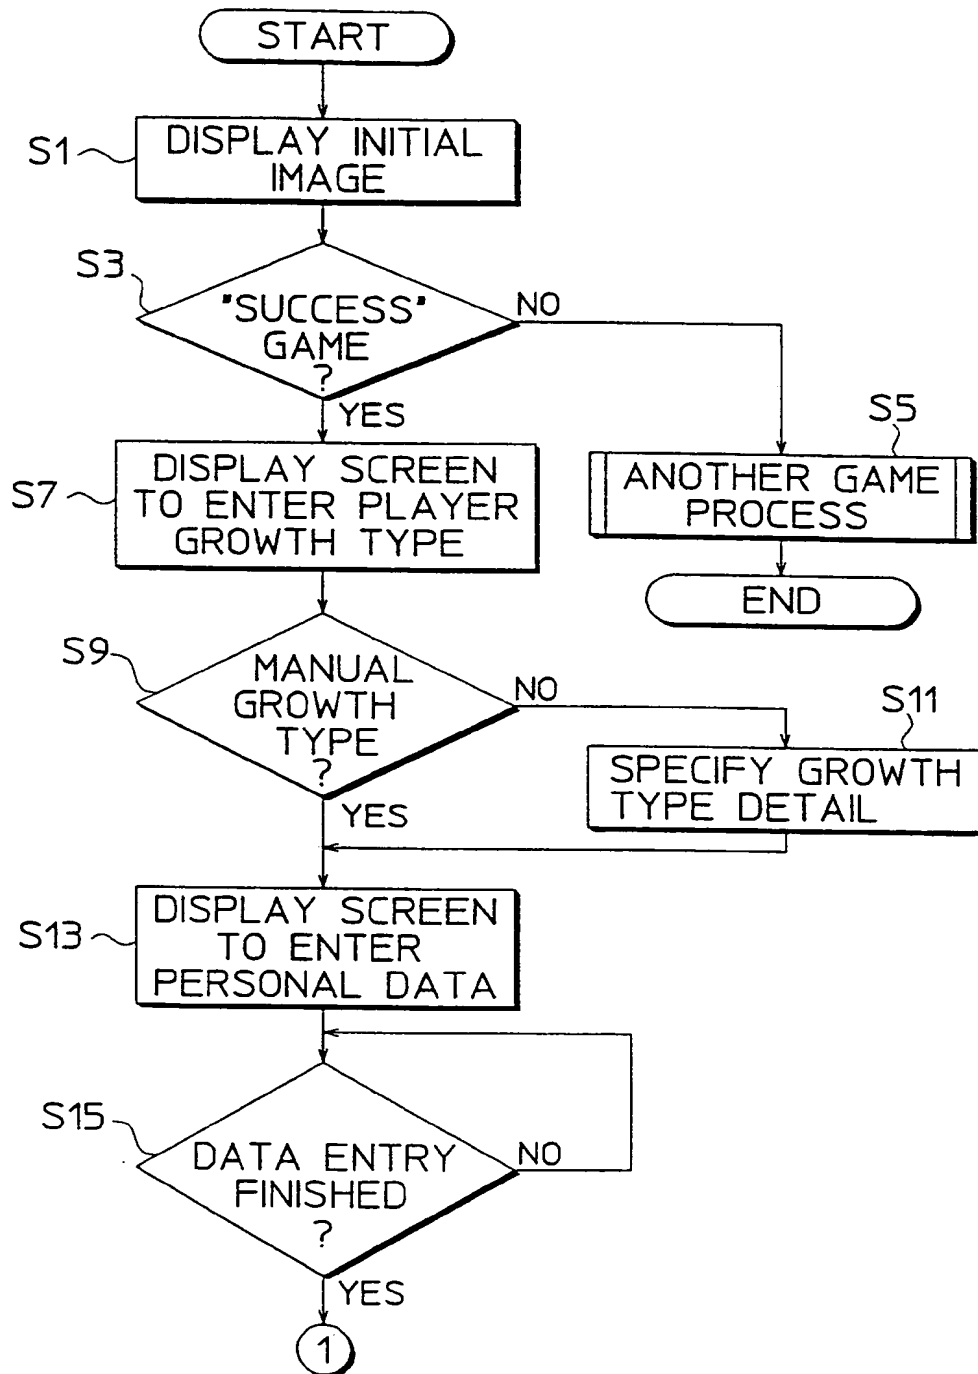 START
S1
DISPLAY INITIAL
IMAGE
S3
"SUCCESS"
GAME
?
NO
YES
S5
ANOTHER GAME
PROCESS
END
S7
DISPLAY SCREEN
TO ENTER PLAYER
GROWTH TYPE
S9
MANUAL
GROWTH
TYPE
?
NO
YES
S11
SPECIFY GROWTH
TYPE DETAIL
S13
DISPLAY SCREEN
TO ENTER
PERSONAL DATA
S15
DATA ENTRY
FINISHED
?
NO
YES
1